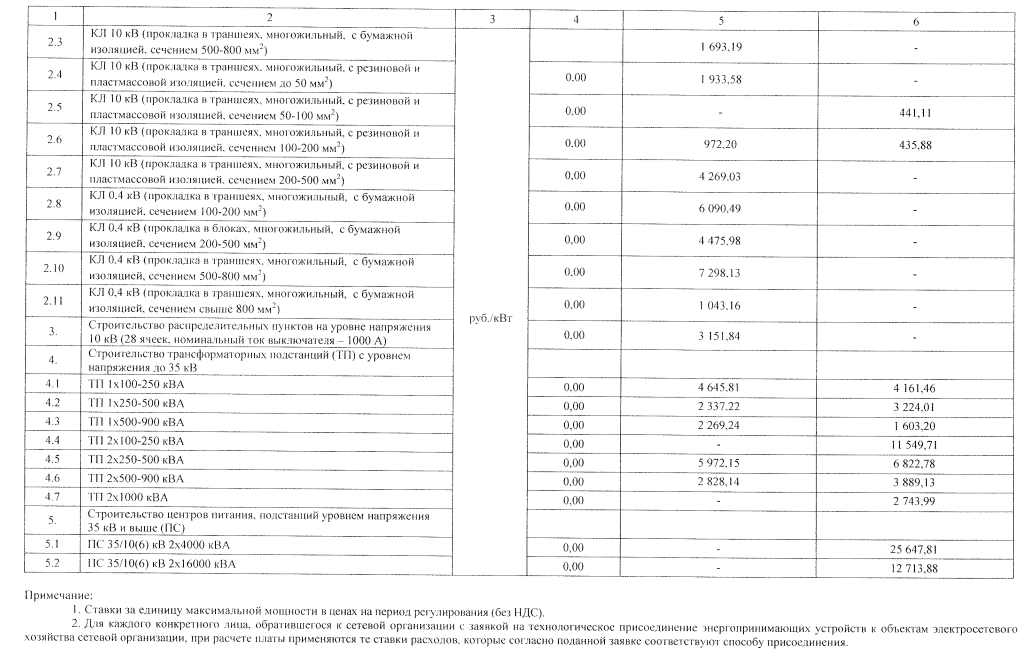 1 2 3 4 5 6
2.3 КЛ 10 кВ (прокладка в траншеях, многожильный, с бумажной
изоляцией, сечением 500-800 мм²) 1 693,19 -
2.4 КЛ 10 кВ (прокладка в траншеях, многожильный, с резиновой и
пластмассовой изоляцией, сечением до 50 мм²) 0.00 1 933,58 -
2.5 КЛ 10 кВ (прокладка в траншеях, многожильный, с резиновой и
пластмассовой изоляцией, сечением 50-100 мм²) 0,00 - 441,11
2.6 КЛ 10 кВ (прокладка в траншеях, многожильный, с резиновой и
пластмассовой изоляцией, сечением 100-200 мм²) 0.00 972,20 435,88
2.7 КЛ 10 кВ (прокладка в траншеях, многожильный, с резиновой и
пластмассовой изоляцией, сечением 200-500 мм²) 0,00 4 269.03 -
2.8 КЛ 0,4 кВ (прокладка в траншеях, многожильный, с бумажной
изоляцией, сечением 100-200 мм²) 0,00 6 090,49 -
2.9 КЛ 0,4 кВ (прокладка в блоках, многожильный, с бумажной
изоляцией, сечением 200-500 мм²) 0,00 4 475,98 -
2.10 КЛ 0,4 кВ (прокладка в траншеях, многожильный, с бумажной
изоляцией, сечением 500-800 мм²) 0,00 7 298,13 -
2.11 КЛ 0,4 кВ (прокладка в траншеях, многожильный, с бумажной
изоляцией, сечением свыше 800 мм²) 0,00 1 043,16 -
руб./кВт
3. Строительство распределительных пунктов на уровне напряжения
10 кВ (28 ячеек, номинальный ток выключателя – 1000 А) 0,00 3 151,84 -
4. Строительство трансформаторных подстанций (ТП) с уровнем
напряжения до 35 кВ
4.1 ТП 1х100-250 кВА 0,00 4 645.81 4 161,46
4.2 ТП 1х250-500 кВА 0,00 2 337,22 3 224,01
4.3 ТП 1х500-900 кВА 0,00 2 269,24 1 603,20
4.4 ТП 2х100-250 кВА 0,00 - 11 549,71
4.5 ТП 2х250-500 кВА 0,00 5 972,15 6 822,78
4.6 ТП 2х500-900 кВА 0,00 2 828,14 3 889,13
4.7 ТП 2х1000 кВА 0,00 - 2 743,99
5. Строительство центров питания, подстанций уровнем напряжения
35 кВ и выше (ПС)
5.1 ПС 35/10(6) кВ 2х4000 кВА 0,00 - 25 647,81
5.2 ПС 35/10(6) кВ 2х16000 кВА 0,00 - 12 713,88
Примечание:
1. Ставки за единицу максимальной мощности в ценах на период регулирования (без НДС).
2. Для каждого конкретного лица, обратившегося к сетевой организации с заявкой на технологическое присоединение энергопринимающих устройств к объектам электросетевого
хозяйства сетевой организации, при расчете платы применяются те ставки расходов, которые согласно поданной заявке соответствуют способу присоединения.